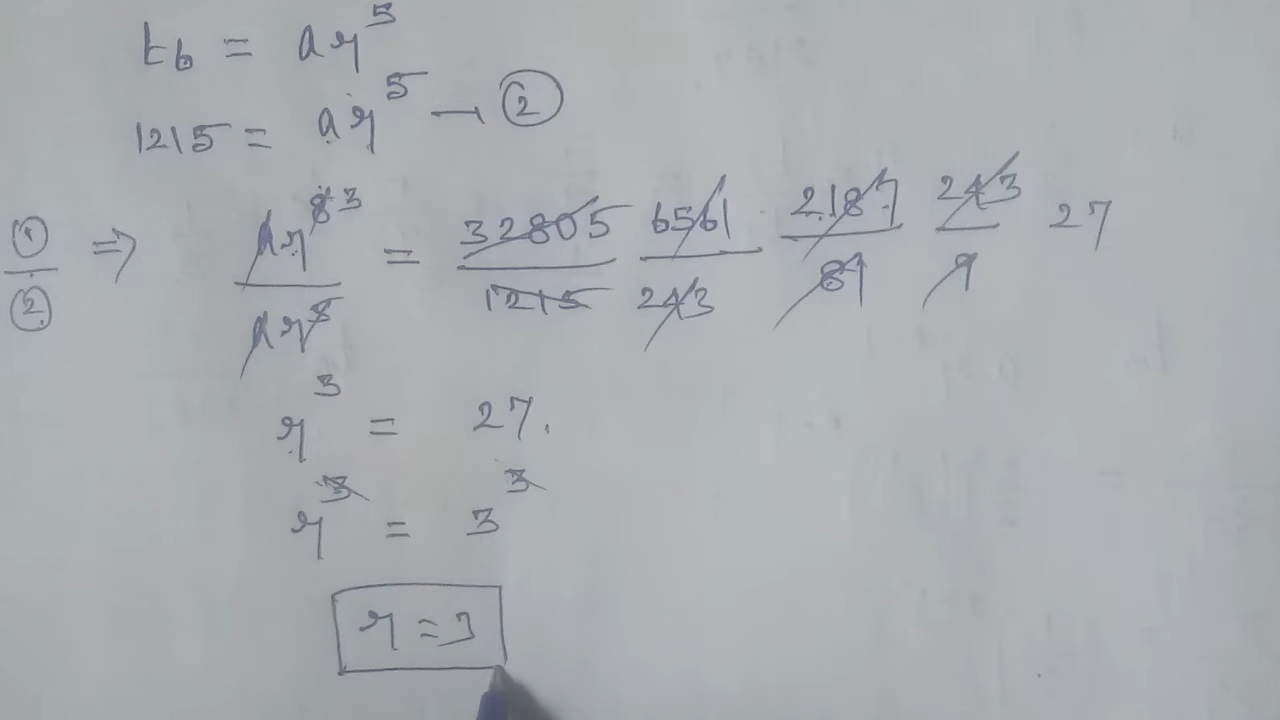 t6 = ar^5
1215 = ar^5 — ②
①/② ⇒ ar^8 3 / ar^5 = 32805/1215 6561/243 2187/81 243/9 27
r^3 = 27.
r^3 = 3^3
r = 3